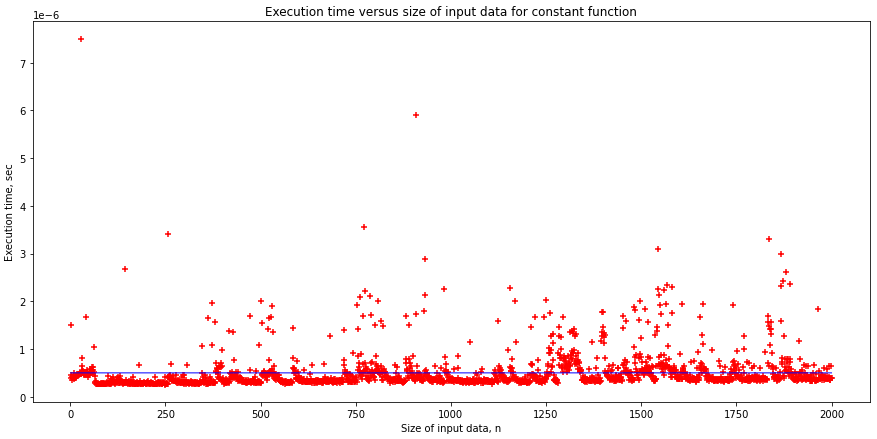 Execution time versus size of input data for constant function
1e−6
7
6
5
4
3
2
1
0
Execution time, sec
0 250 500 750 1000 1250 1500 1750 2000
Size of input data, n